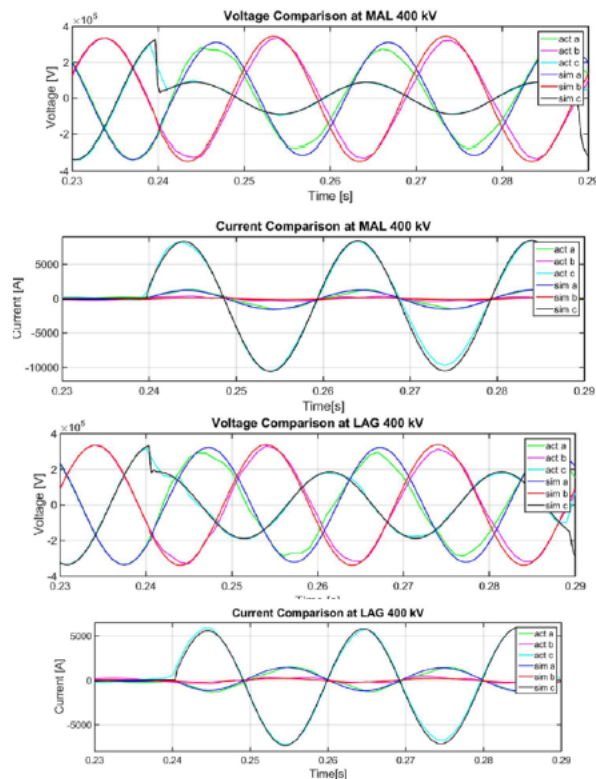 Voltage Comparison at MAL 400 kV
×10⁵
4
2
0
-2
-4
Voltage [V]
act a
act b
act c
sim a
sim b
sim c
0.23
0.24
0.25
0.26
0.27
0.28
0.29
Time [s]
Current Comparison at MAL 400 kV
5000
0
-5000
-10000
Current [A]
act a
act b
act c
sim a
sim b
sim c
0.23
0.24
0.25
0.26
0.27
0.28
0.29
Time[s]
Voltage Comparison at LAG 400 kV
×10⁵
4
2
0
-2
-4
Voltage [V]
act a
act b
act c
sim a
sim b
sim c
0.23
0.24
0.25
0.26
0.27
0.28
0.29
Time [s]
Current Comparison at LAG 400 kV
5000
0
-5000
Current [A]
act a
act b
act c
sim a
sim b
sim c
0.23
0.24
0.25
0.26
0.27
0.28
0.29
Time[s]